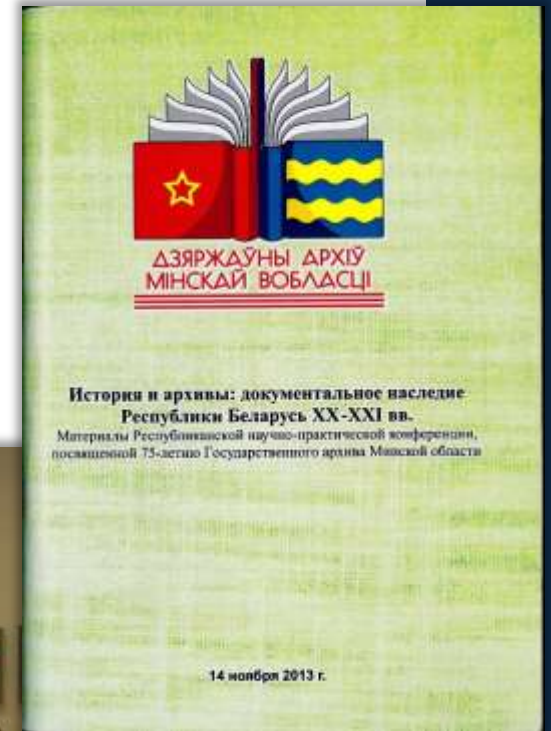 ДЗЯРЖАЎНЫ АРХІЎ
МІНСКАЙ ВОБЛАСЦІ
История и архивы: документальное наследие
Республики Беларусь XX-XXI вв.
Материалы Республиканской научно-практической конференции,
посвященной 75-летию Государственного архива Минской области
14 ноября 2013 г.